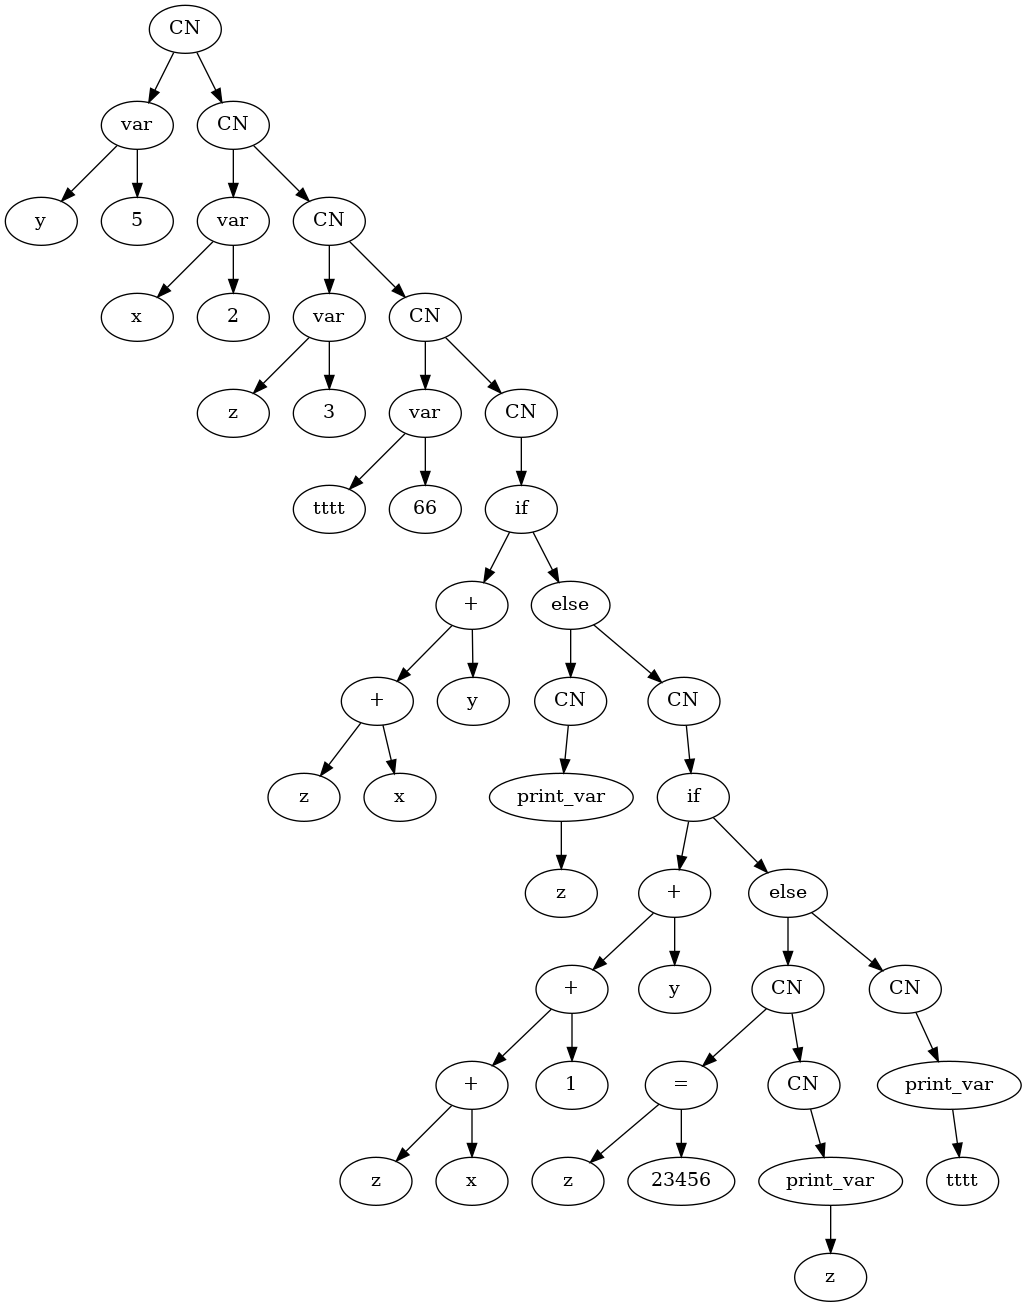 CN
var CN
y 5 var CN
x 2 var CN
z 3 var CN
tttt 66 if
+ else
+ y CN CN
z x print_var if
z + else
+ y CN CN
+ 1 = CN print_var
z x z 23456 print_var tttt
z